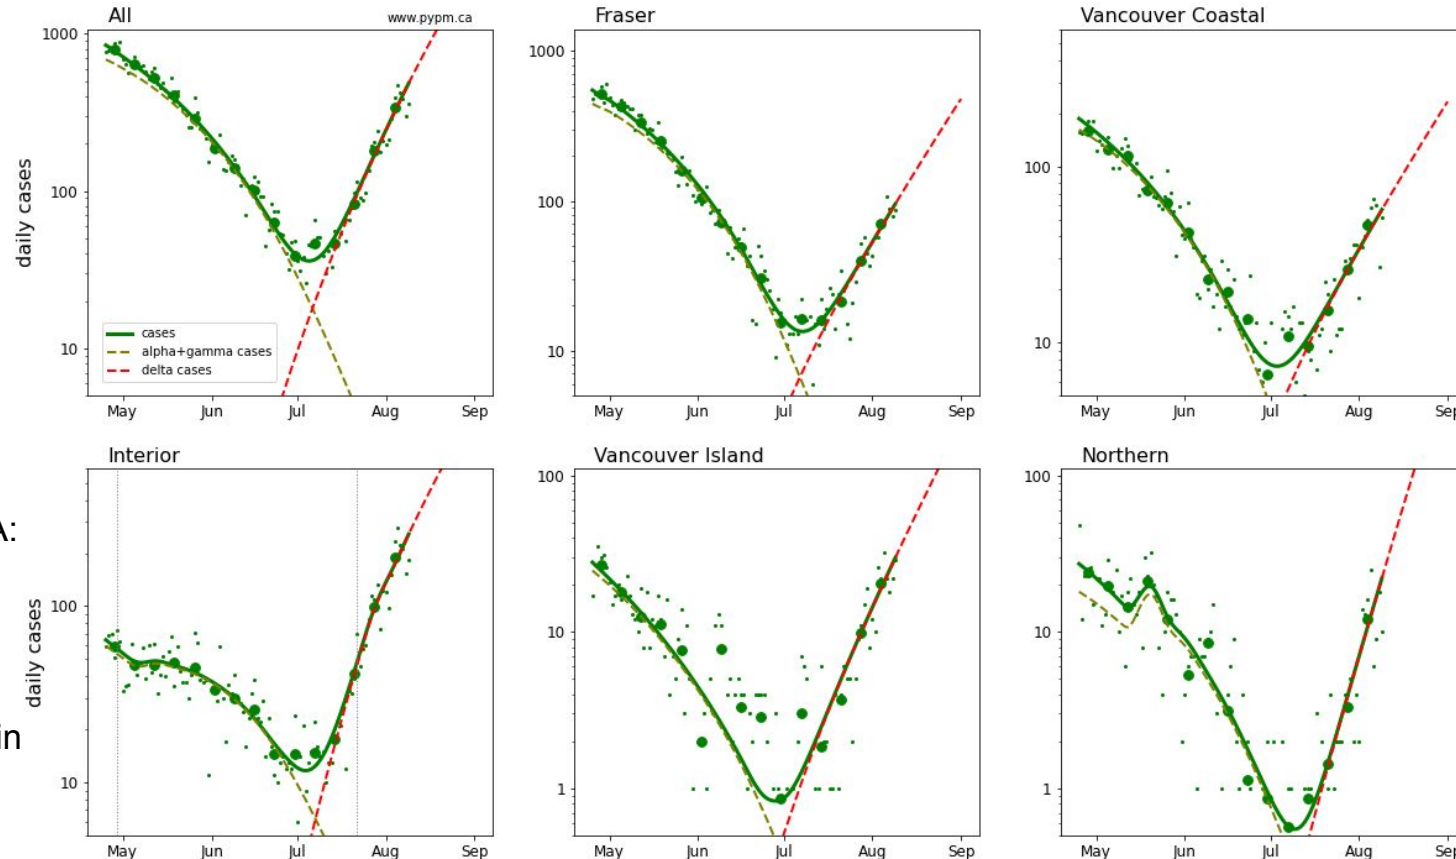 All
www.pypm.ca
1000
100
10
daily cases
cases
alpha+gamma cases
delta cases
May Jun Jul Aug Sep
Fraser
1000
100
10
May Jun Jul Aug Sep
Vancouver Coastal
100
10
May Jun Jul Aug Sep
A:
in
Interior
100
10
daily cases
May Jun Jul Aug Sep
Vancouver Island
100
10
1
May Jun Jul Aug Sep
Northern
100
10
1
May Jun Jul Aug Sep